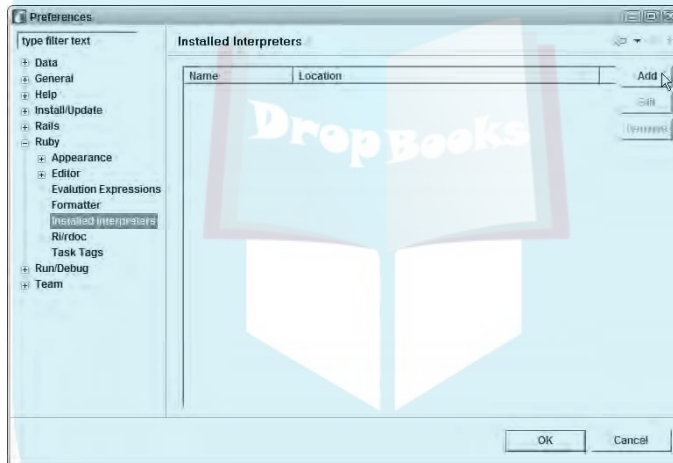 Preferences
type filter text
Data
General
Help
Install/Update
Rails
Ruby
Appearance
Editor
Evalution Expressions
Formatter
Installed Interpreters
Ri/rdoc
Task Tags
Run/Debug
Team
Installed Interpreters
Name Location
Add
Edit
Remove
DropBooks
OK Cancel